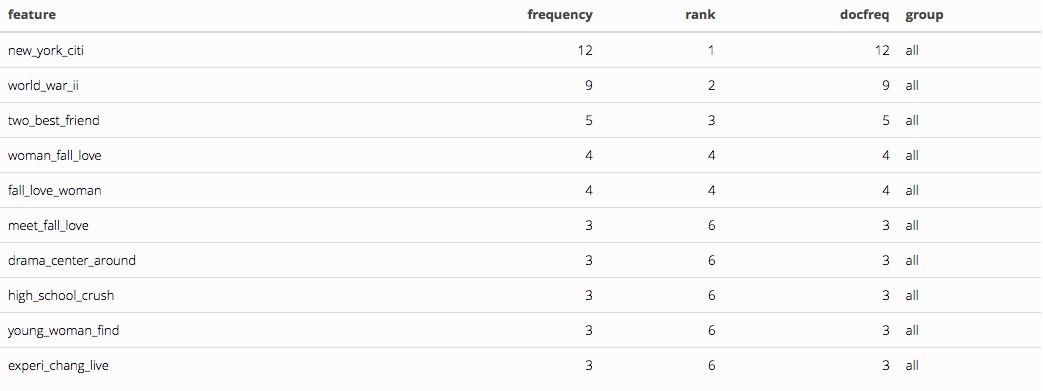 feature frequency rank docfreq group
new_york_citi 12 1 12 all
world_war_ii 9 2 9 all
two_best_friend 5 3 5 all
woman_fall_love 4 4 4 all
fall_love_woman 4 4 4 all
meet_fall_love 3 6 3 all
drama_center_around 3 6 3 all
high_school_crush 3 6 3 all
young_woman_find 3 6 3 all
experi_chang_live 3 6 3 all